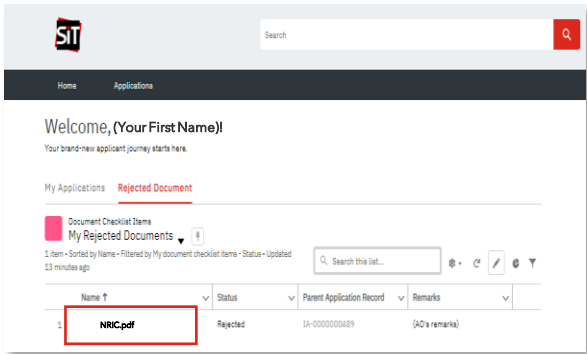 SiT
Search
Home Applications
Welcome, (Your First Name)!
Your brand-new applicant journey starts here.
My Applications Rejected Document
Document Checklist Items
My Rejected Documents
1 item • Sorted by Name • Filtered by My document checklist items - Status • Updated
13 minutes ago
Search this list...
Name ↑ Status Parent Application Record Remarks
1 NRIC.pdf Rejected IA-0000000489 (AO's remarks)